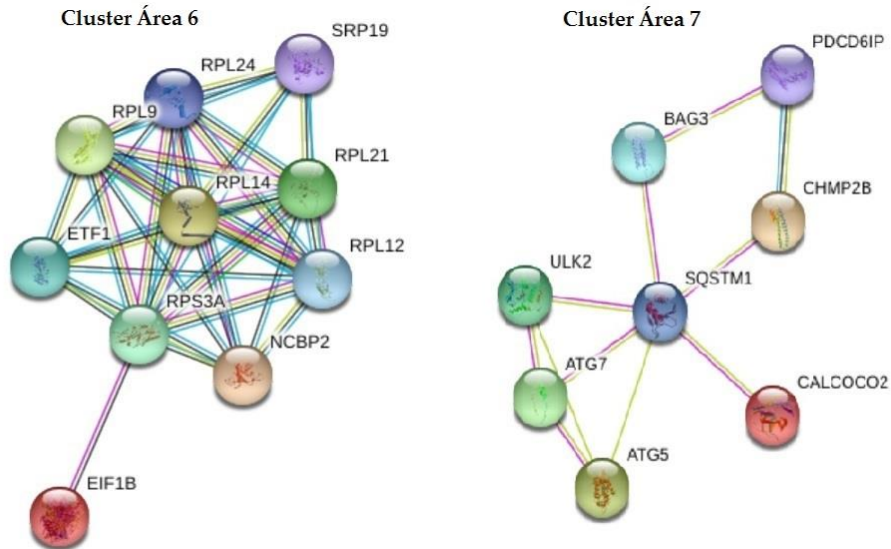 Cluster Área 6
SRP19
RPL24
RPL9
RPL21
RPL14
ETF1
RPL12
RPS3A
NCBP2
EIF1B
Cluster Área 7
PDCD6IP
BAG3
CHMP2B
ULK2
SQSTM1
ATG7
CALCOCO2
ATG5